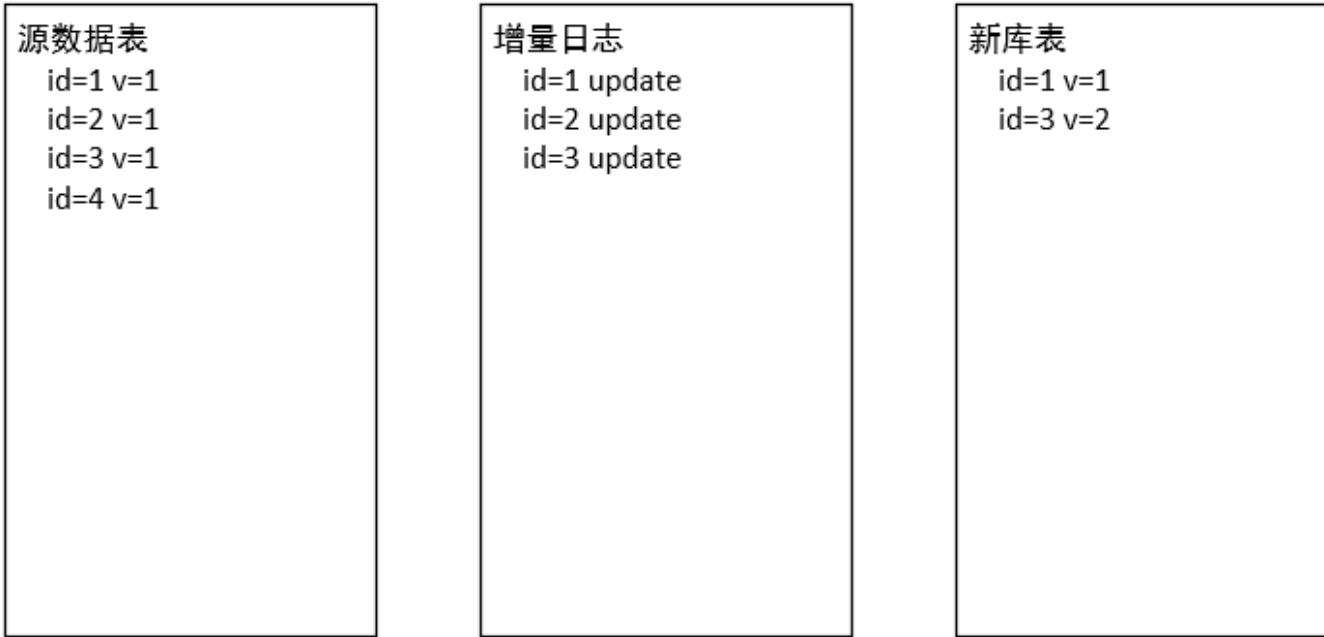 源数据表
id=1 v=1
id=2 v=1
id=3 v=1
id=4 v=1
增量日志
id=1 update
id=2 update
id=3 update
新库表
id=1 v=1
id=3 v=2